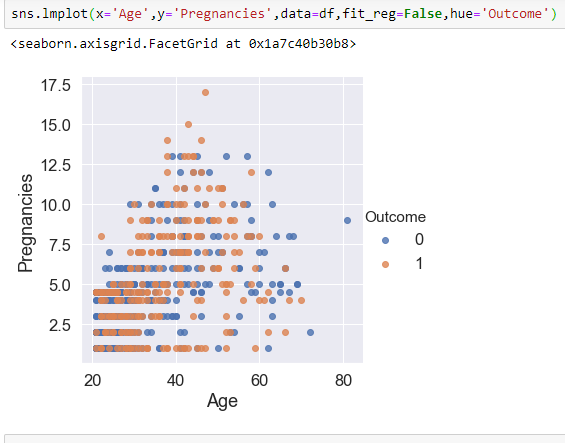 sns.lmplot(x='Age',y='Pregnancies',data=df,fit_reg=False,hue='Outcome')
<seaborn.axisgrid.FacetGrid at 0x1a7c40b30b8>
17.5
15.0
12.5
10.0
7.5
5.0
2.5
Pregnancies
20 40 60 80
Age
Outcome
0
1